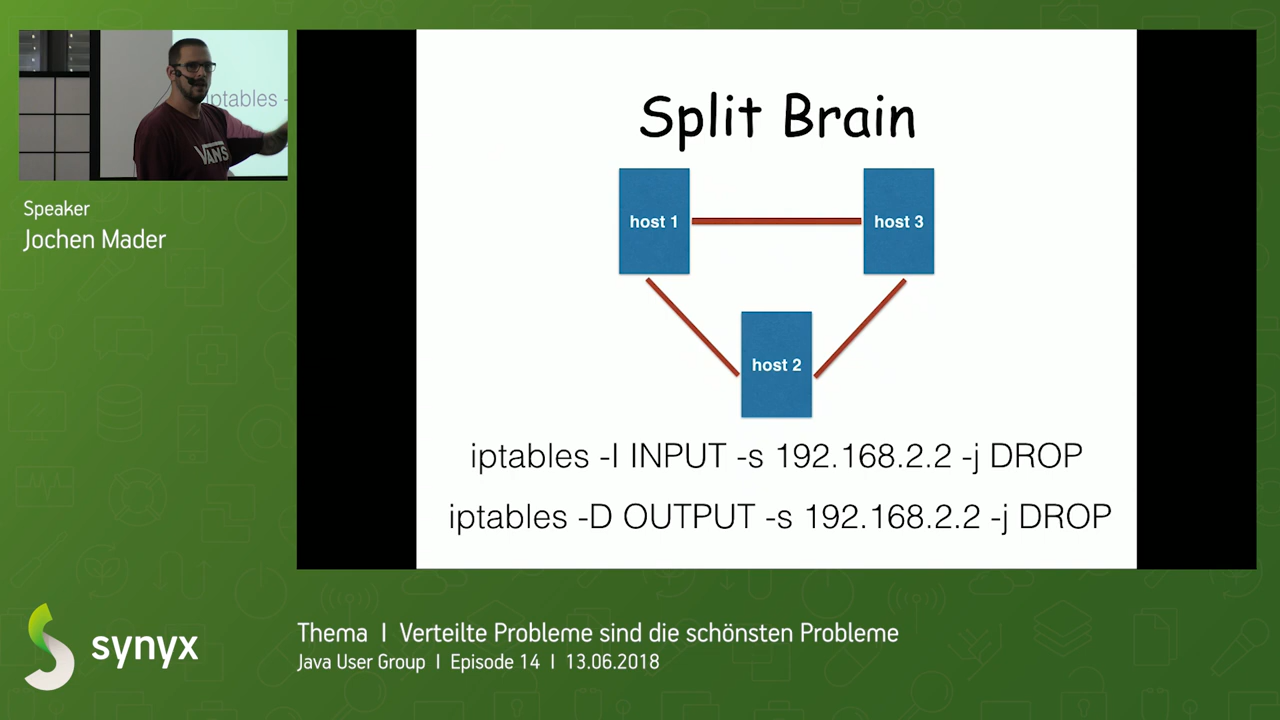 iptables -
VANS
Speaker
Jochen Mader
Split Brain
host 1
host 3
host 2
iptables -I INPUT -s 192.168.2.2 -j DROP
iptables -D OUTPUT -s 192.168.2.2 -j DROP
synyx
Thema I Verteilte Probleme sind die schönsten Probleme
Java User Group I Episode 14 I 13.06.2018